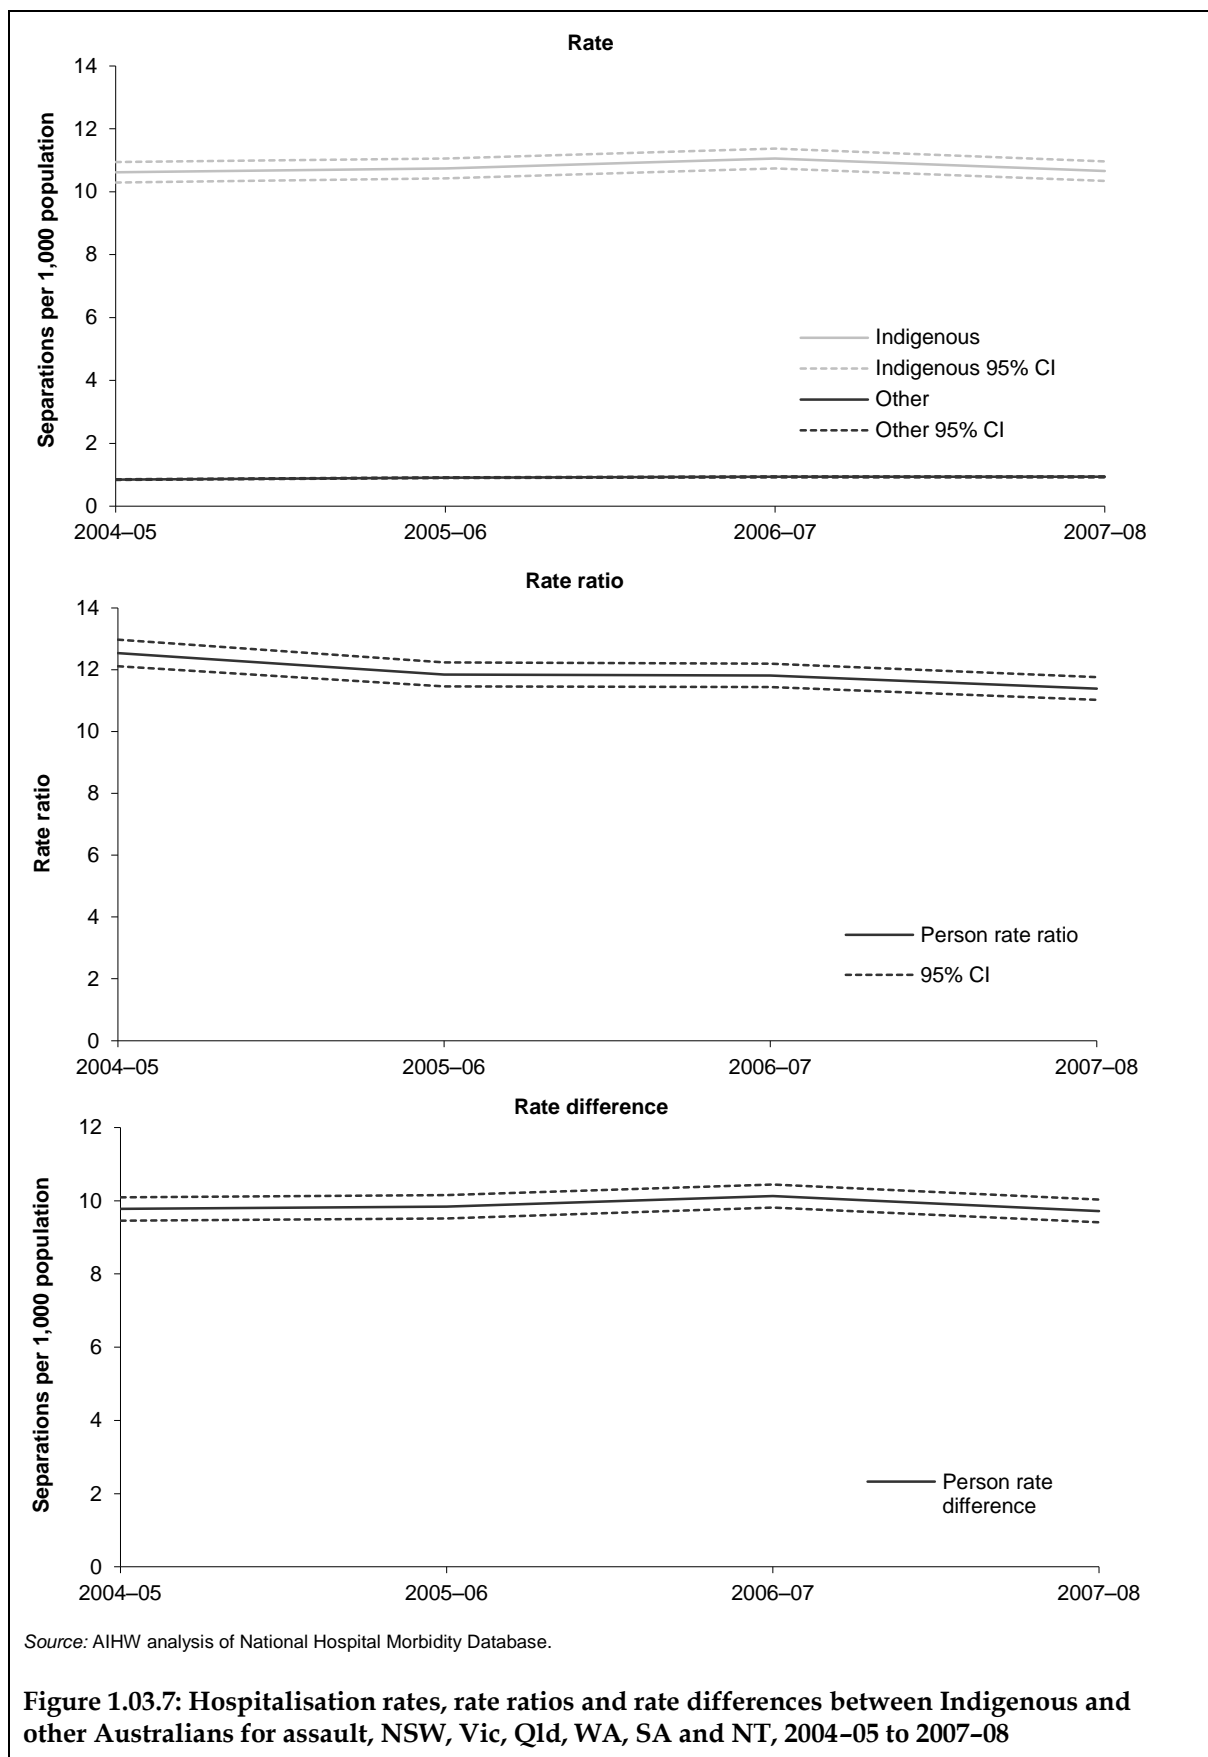 Rate
14
12
10
8
6
4
2
0
Separations per 1,000 population
Indigenous
Indigenous 95% CI
Other
Other 95% CI
2004–05 2005–06 2006–07 2007–08
Rate ratio
14
12
10
8
6
4
2
0
Rate ratio
Person rate ratio
95% CI
2004–05 2005–06 2006–07 2007–08
Rate difference
12
10
8
6
4
2
0
Separations per 1,000 population
Person rate
difference
2004–05 2005–06 2006–07 2007–08
Source: AIHW analysis of National Hospital Morbidity Database.
Figure 1.03.7: Hospitalisation rates, rate ratios and rate differences between Indigenous and
other Australians for assault, NSW, Vic, Qld, WA, SA and NT, 2004–05 to 2007–08